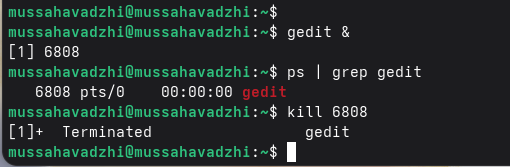 mussahavadzhi@mussahavadzhi:~$
mussahavadzhi@mussahavadzhi:~$ gedit &
[1] 6808
mussahavadzhi@mussahavadzhi:~$ ps | grep gedit
   6808 pts/0    00:00:00 gedit
mussahavadzhi@mussahavadzhi:~$ kill 6808
[1]+  Terminated              gedit
mussahavadzhi@mussahavadzhi:~$